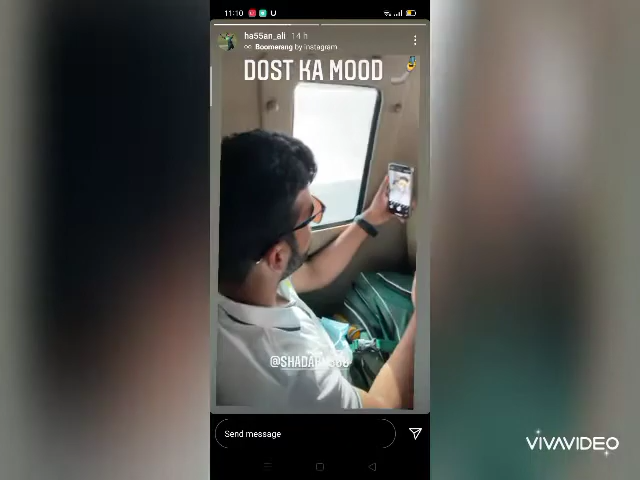 11:10
ha55an_ali 14 h
Boomerang by instagram
DOST KA MOOD
Send message
VIVAVIDEO